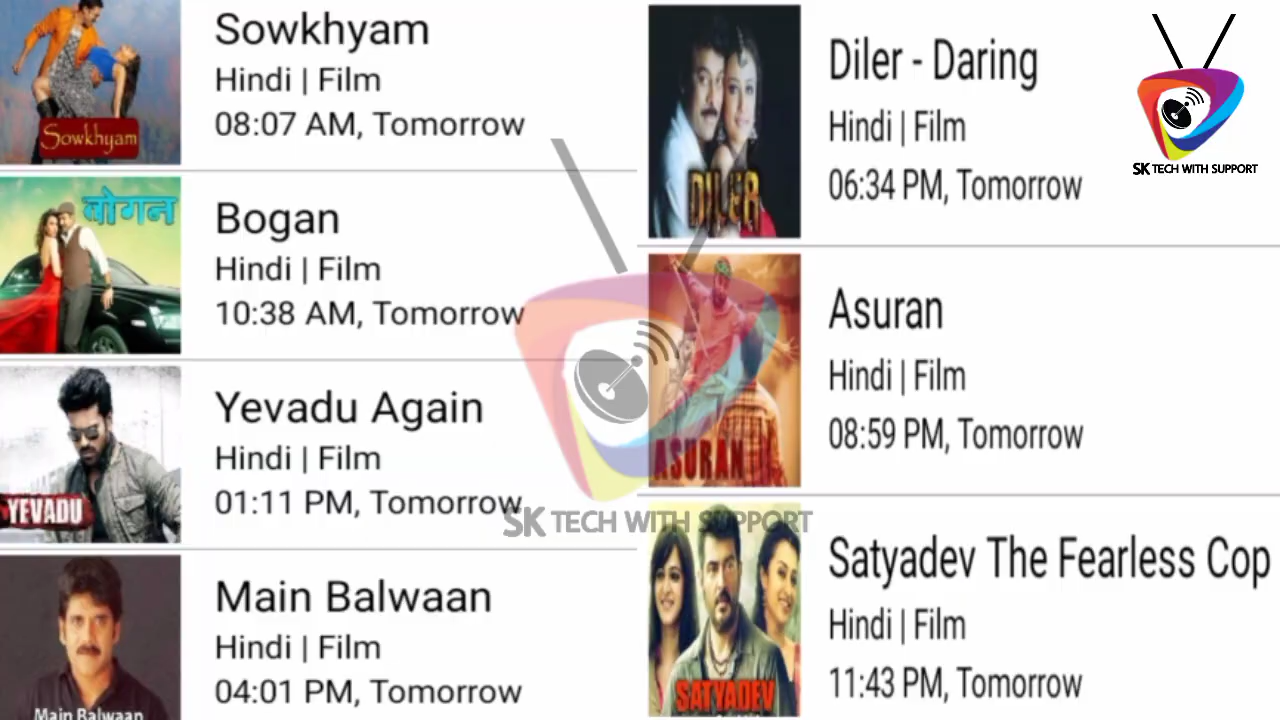 Sowkhyam
Sowkhyam
Hindi | Film
08:07 AM, Tomorrow
बोगन
Bogan
Hindi | Film
10:38 AM, Tomorrow
YEVADU
Yevadu Again
Hindi | Film
01:11 PM, Tomorrow
Main Balwaan
Main Balwaan
Hindi | Film
04:01 PM, Tomorrow
DILER
Diler - Daring
Hindi | Film
06:34 PM, Tomorrow
ASURAN
Asuran
Hindi | Film
08:59 PM, Tomorrow
SATYADEV
Satyadev The Fearless Cop
Hindi | Film
11:43 PM, Tomorrow
SK TECH WITH SUPPORT
SK TECH WITH SUPPORT